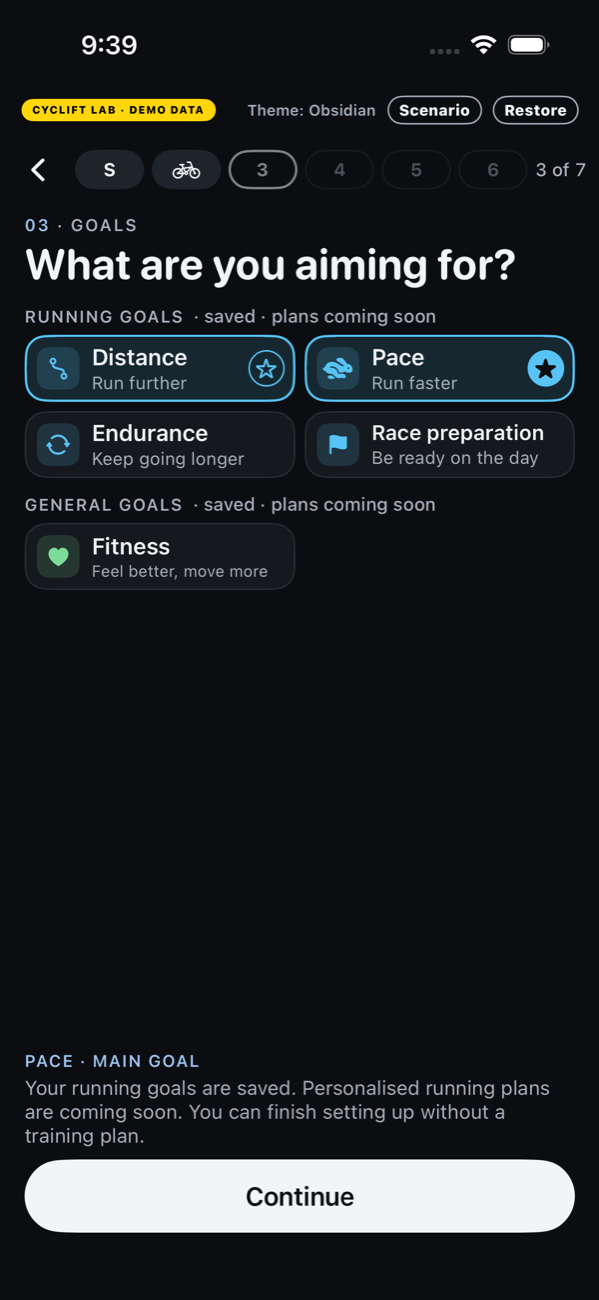 9:39
CYCLIFT LAB · DEMO DATA
Theme: Obsidian
Scenario
Restore
S
3
4
5
6
3 of 7
03 · GOALS
What are you aiming for?
RUNNING GOALS · saved · plans coming soon
Distance
Run further
Pace
Run faster
Endurance
Keep going longer
Race preparation
Be ready on the day
GENERAL GOALS · saved · plans coming soon
Fitness
Feel better, move more
PACE · MAIN GOAL
Your running goals are saved. Personalised running plans
are coming soon. You can finish setting up without a
training plan.
Continue